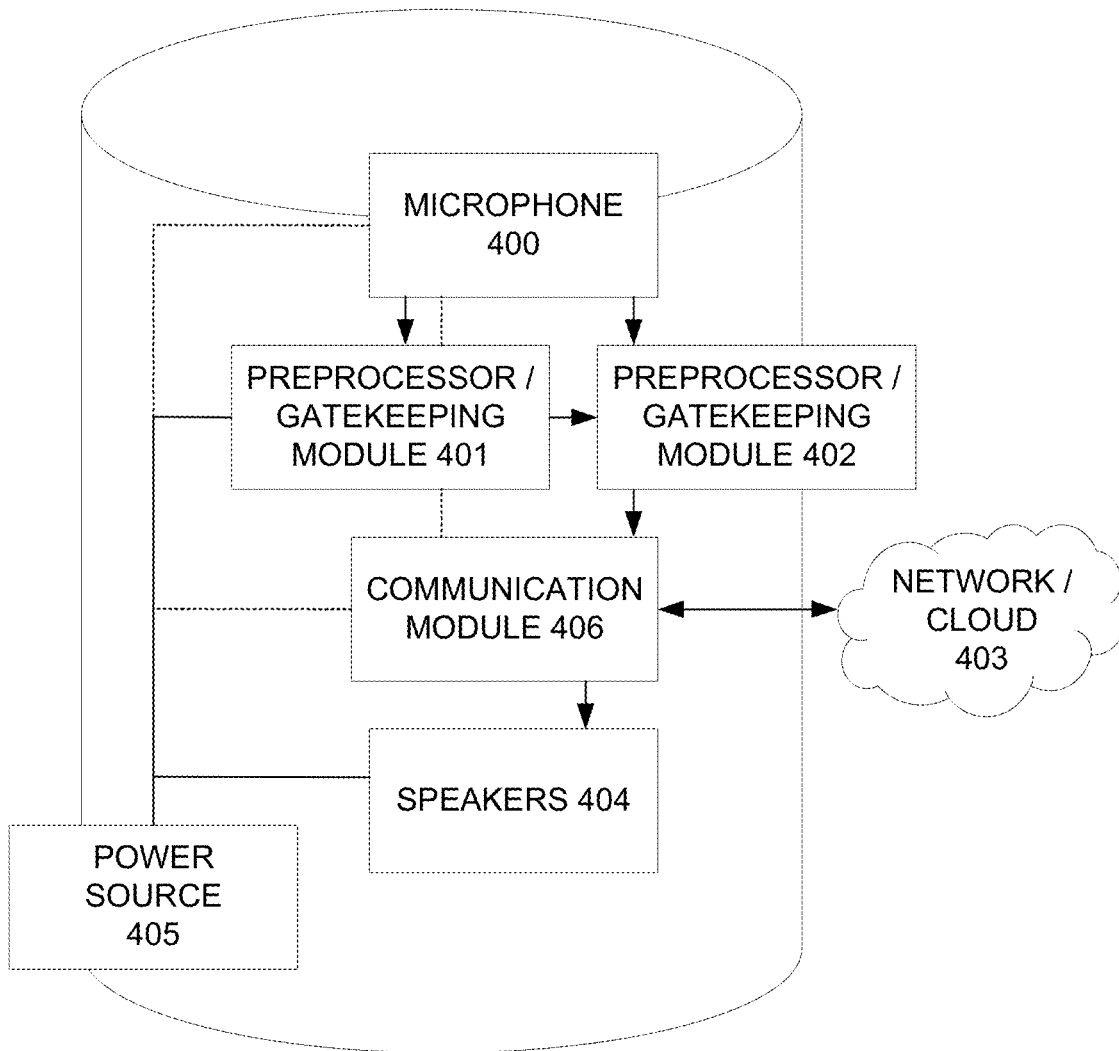 MICROPHONE
400
PREPROCESSOR /
GATEKEEPING
MODULE 401
PREPROCESSOR /
GATEKEEPING
MODULE 402
COMMUNICATION
MODULE 406
NETWORK /
CLOUD
403
SPEAKERS 404
POWER
SOURCE
405